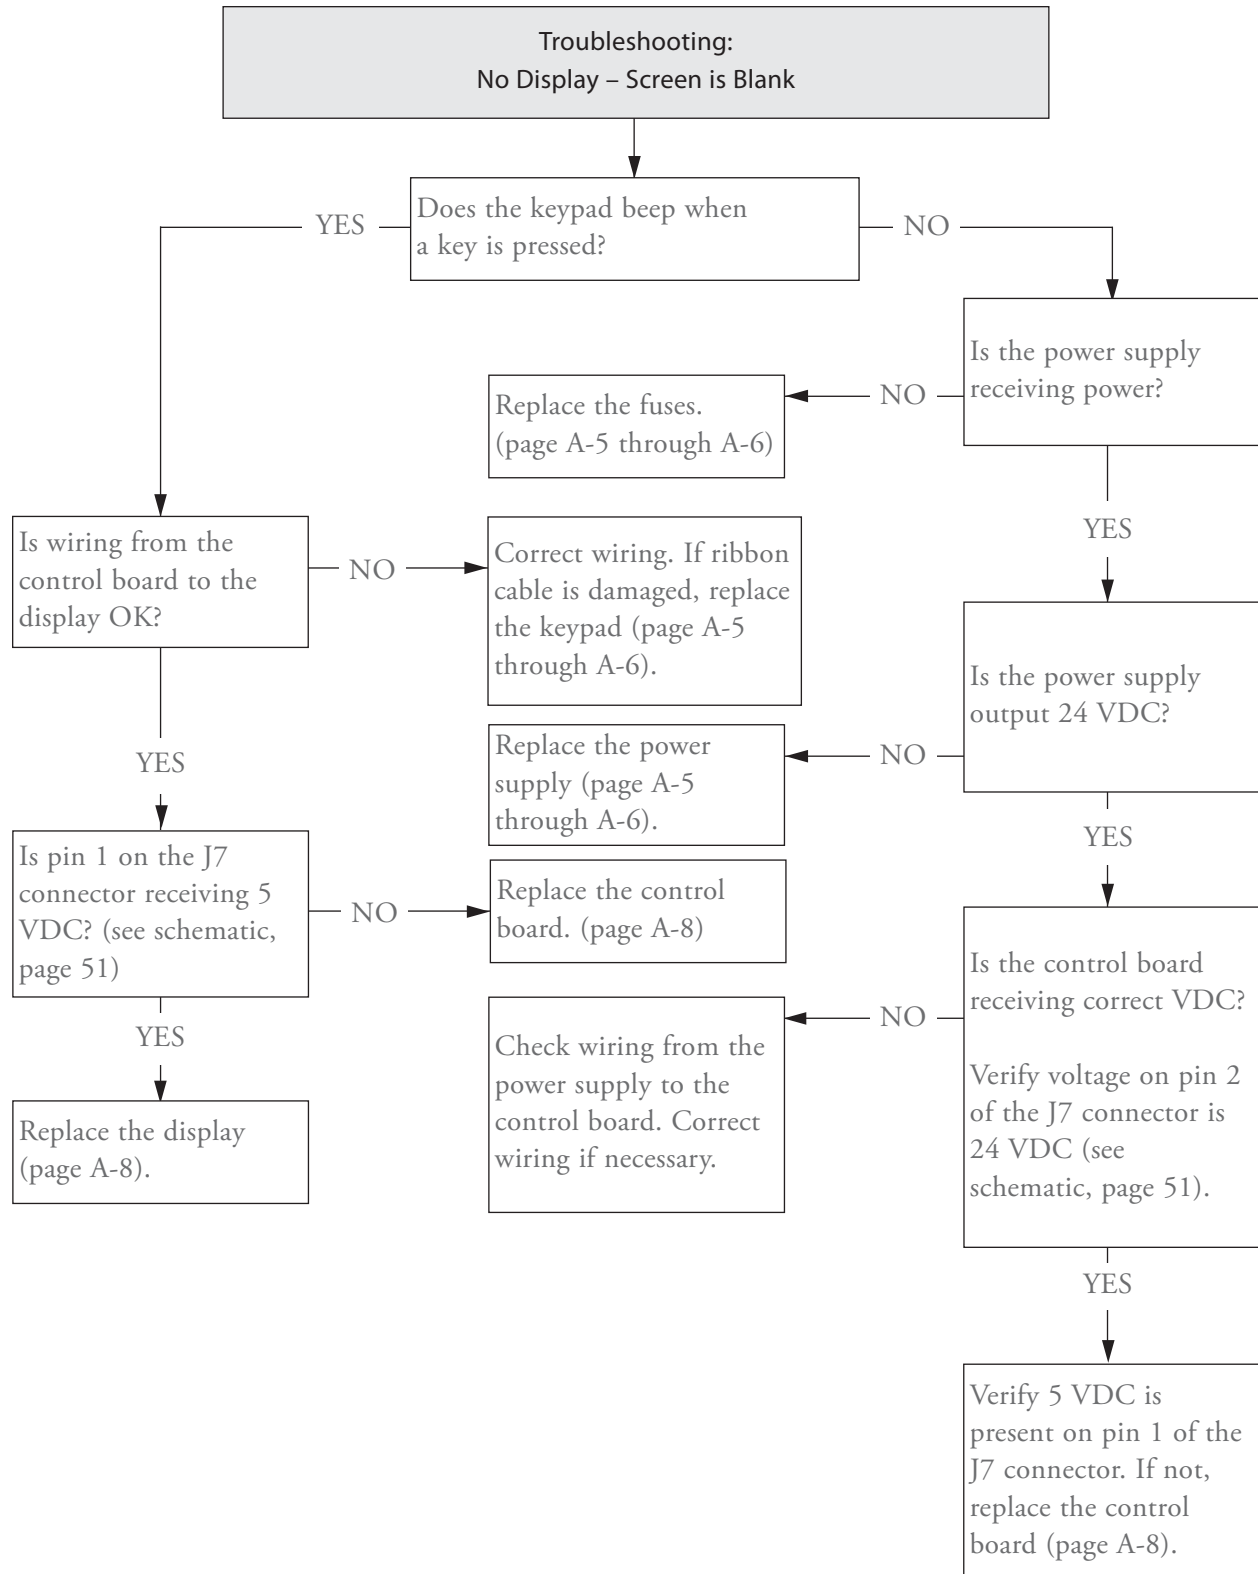 Troubleshooting:
No Display – Screen is Blank
Does the keypad beep when
a key is pressed?
YES
NO
Is the power supply
receiving power?
NO
Replace the fuses.
(page A-5 through A-6)
YES
Is wiring from the
control board to the
display OK?
NO
Correct wiring. If ribbon
cable is damaged, replace
the keypad (page A-5
through A-6).
Is the power supply
output 24 VDC?
NO
Replace the power
supply (page A-5
through A-6).
YES
YES
Is pin 1 on the J7
connector receiving 5
VDC? (see schematic,
page 51)
NO
Replace the control
board. (page A-8)
Is the control board
receiving correct VDC?
Verify voltage on pin 2
of the J7 connector is
24 VDC (see
schematic, page 51).
NO
Check wiring from the
power supply to the
control board. Correct
wiring if necessary.
YES
Replace the display
(page A-8).
YES
Verify 5 VDC is
present on pin 1 of the
J7 connector. If not,
replace the control
board (page A-8).